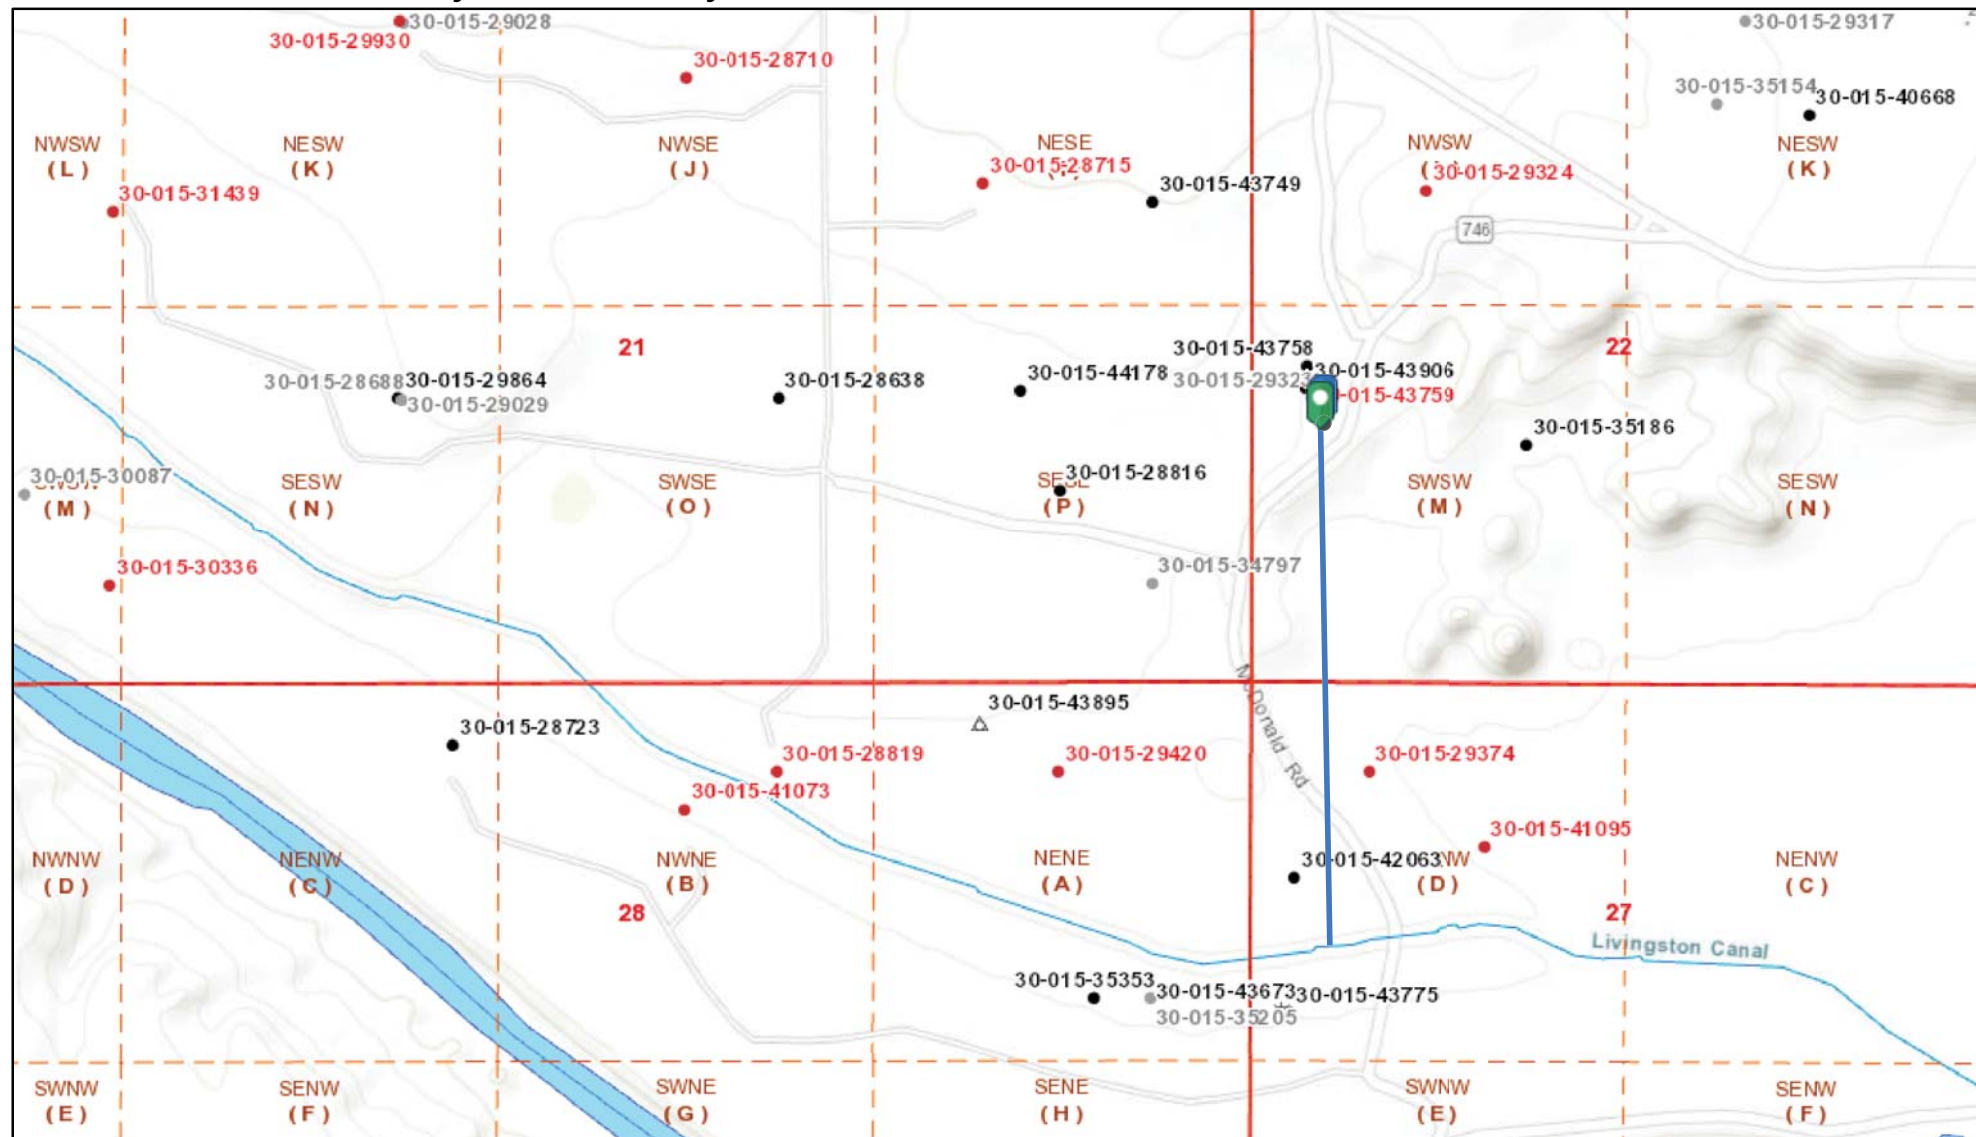 30-015-29028
30-015-29930
30-015-28710
30-015-29317
30-015-35154
30-015-40668
NWSW
(L)
NESW
(K)
NWSE
(J)
NESE
30-015-28715
30-015-43749
NWSW
30-015-29324
NESW
(K)
30-015-31439
746
21
22
30-015-43758
30-015-43906
30-015-28688
30-015-29864
30-015-29029
30-015-28638
30-015-44178
30-015-29323
-015-43759
30-015-35186
30-015-30087
(M)
SESW
(N)
SWSE
(O)
30-015-28816
(P)
SWSW
(M)
SESW
(N)
30-015-30336
30-015-34797
McDonald Rd
30-015-43895
30-015-28723
30-015-28819
30-015-29420
30-015-29374
30-015-41073
30-015-41095
NWNW
(D)
NENW
(C)
NWNE
(B)
NENE
(A)
30-015-42063
NW
(D)
NENW
(C)
28
27
Livingston Canal
30-015-35353
30-015-43673
30-015-43775
30-015-35205
SWNW
(E)
SENW
(F)
SWNE
(G)
SENE
(H)
SWNW
(E)
SENW
(F)